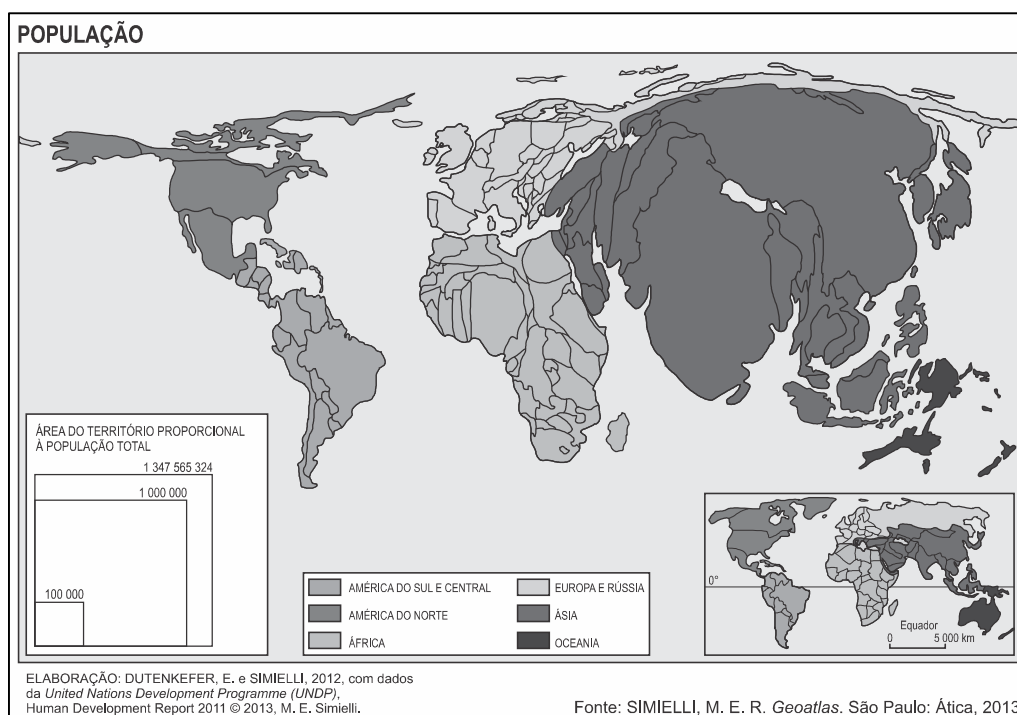 POPULAÇÃO
ÁREA DO TERRITÓRIO PROPORCIONAL
À POPULAÇÃO TOTAL
1 347 565 324
1 000 000
100 000
AMÉRICA DO SUL E CENTRAL
AMÉRICA DO NORTE
ÁFRICA
EUROPA E RÚSSIA
ÁSIA
OCEANIA
0°
Equador
0 5 000 km
ELABORAÇÃO: DUTENKEFER, E. e SIMIELLI, 2012, com dados
da United Nations Development Programme (UNDP),
Human Development Report 2011 © 2013, M. E. Simielli.
Fonte: SIMIELLI, M. E. R. Geoatlas. São Paulo: Ática, 2013